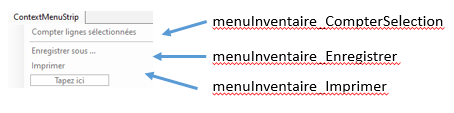 ContextMenuStrip
menuInventaire_CompterSelection
Compter lignes sélectionnées
Enregistrer sous ...
menuInventaire_Enregistrer
Imprimer
menuInventaire_Imprimer
Tapez ici